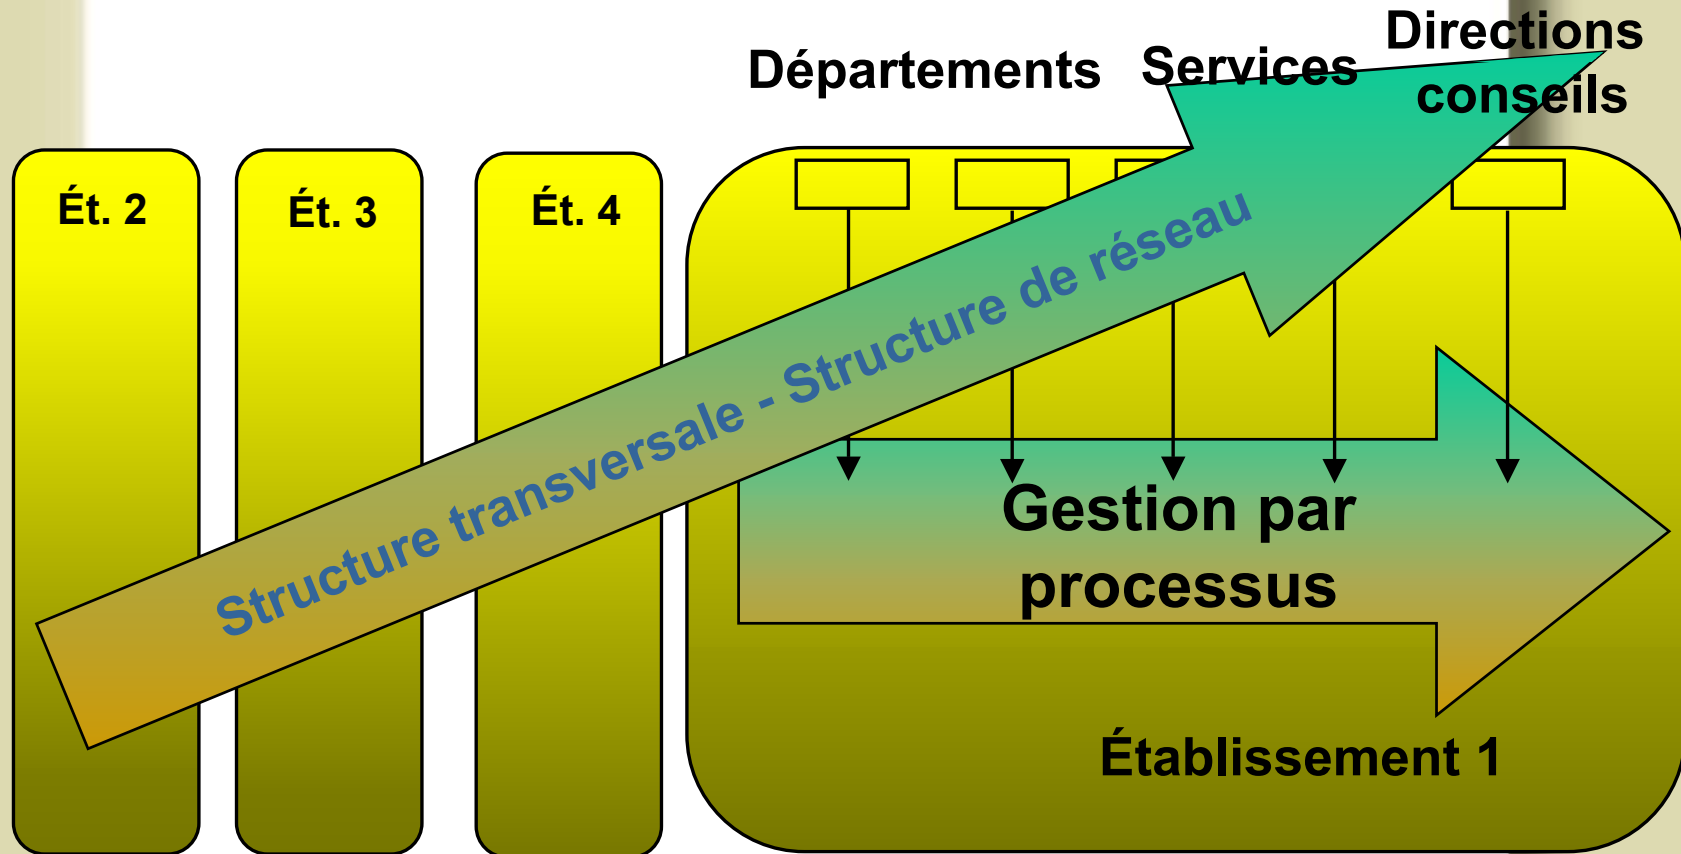 Départements
Services
Directions
conseils
Ét. 2
Ét. 3
Ét. 4
Structure transversale - Structure de réseau
Gestion par
processus
Établissement 1